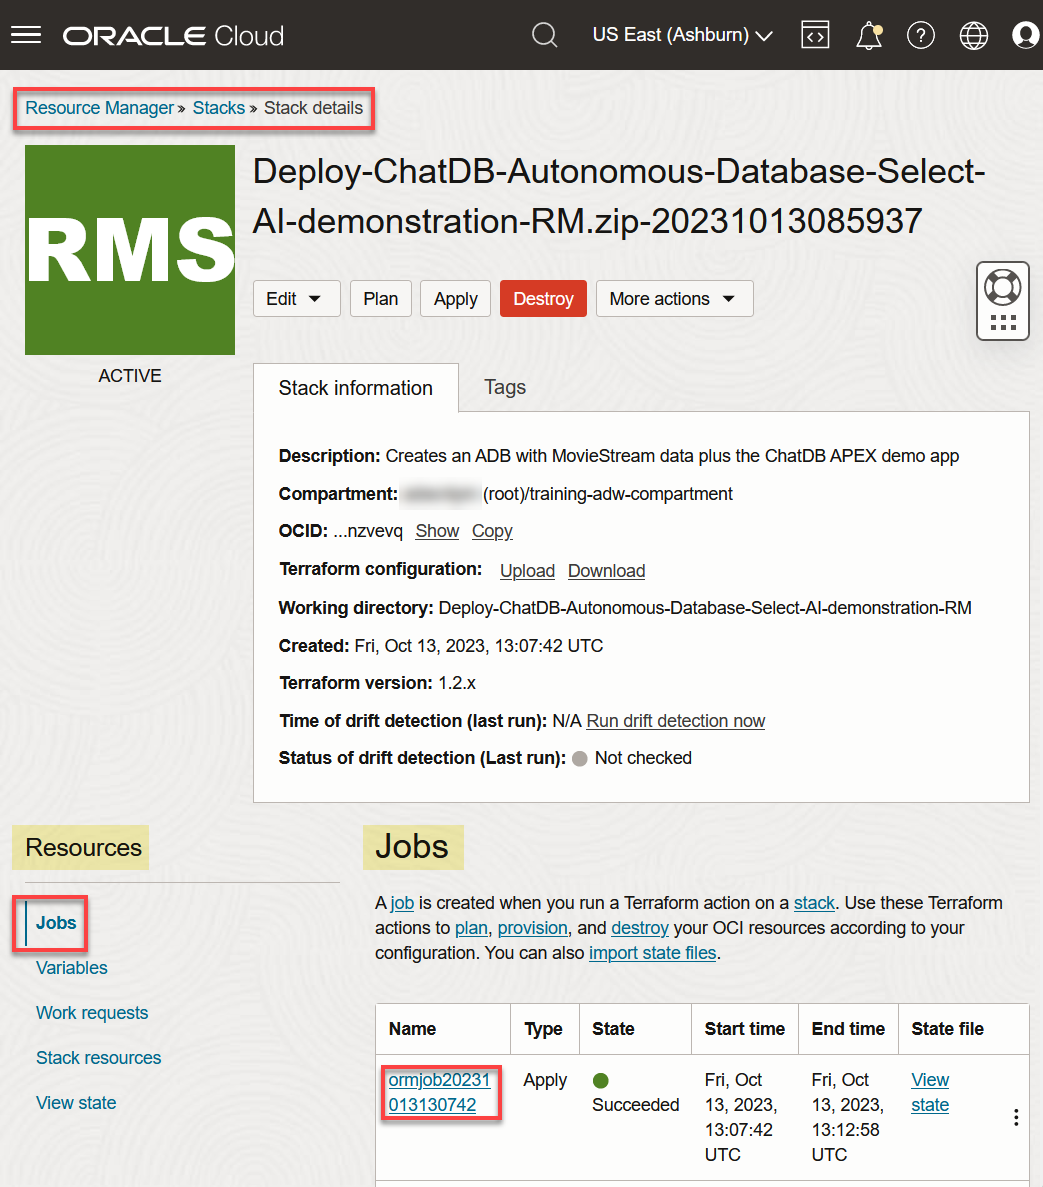 ORACLE Cloud
US East (Ashburn)
Resource Manager » Stacks » Stack details
RMS
ACTIVE
Deploy-ChatDB-Autonomous-Database-Select-
AI-demonstration-RM.zip-20231013085937
Edit
Plan
Apply
Destroy
More actions
Stack information
Tags
Description: Creates an ADB with MovieStream data plus the ChatDB APEX demo app
Compartment: (root)/training-adw-compartment
OCID: ...nzvevq Show Copy
Terraform configuration: Upload Download
Working directory: Deploy-ChatDB-Autonomous-Database-Select-AI-demonstration-RM
Created: Fri, Oct 13, 2023, 13:07:42 UTC
Terraform version: 1.2.x
Time of drift detection (last run): N/A Run drift detection now
Status of drift detection (Last run): Not checked
Resources
Jobs
Variables
Work requests
Stack resources
View state
Jobs
A job is created when you run a Terraform action on a stack. Use these Terraform
actions to plan, provision, and destroy your OCI resources according to your
configuration. You can also import state files.
Name Type State Start time End time State file
ormjob20231
013130742
Apply
Succeeded
Fri, Oct
13, 2023,
13:07:42
UTC
Fri, Oct
13, 2023,
13:12:58
UTC
View
state